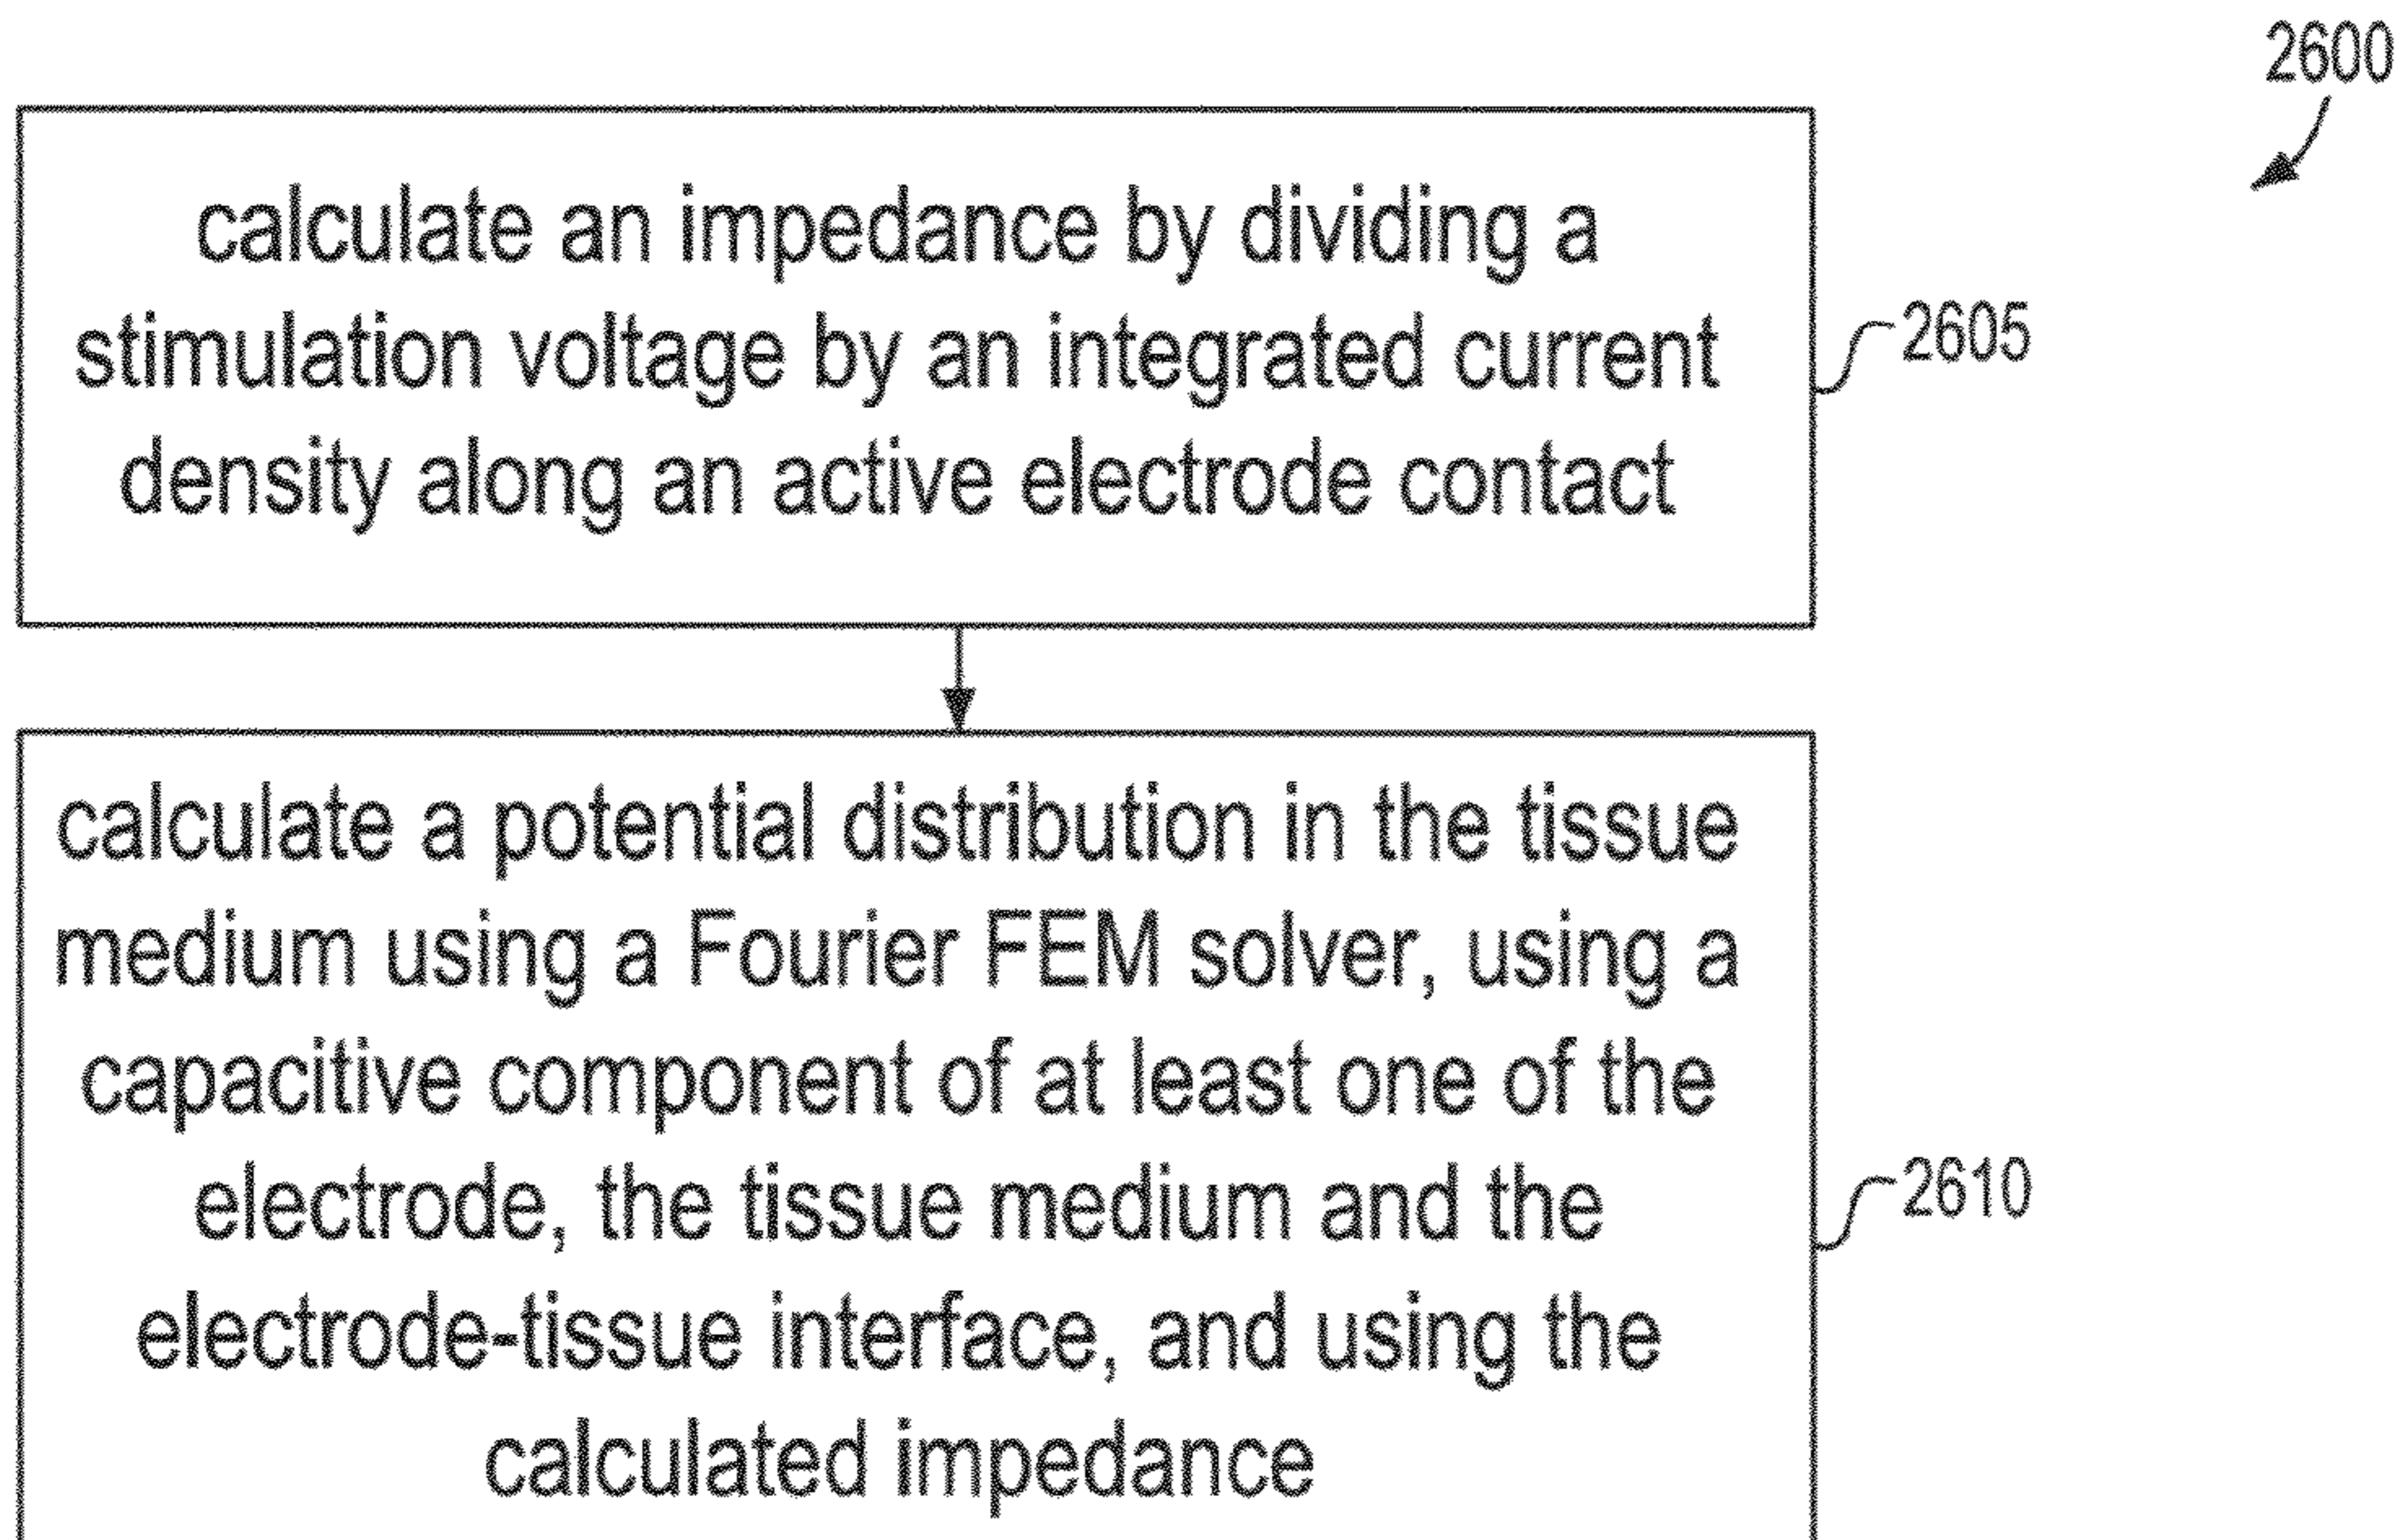 2600
calculate an impedance by dividing a
stimulation voltage by an integrated current
density along an active electrode contact
2605
calculate a potential distribution in the tissue
medium using a Fourier FEM solver, using a
capacitive component of at least one of the
electrode, the tissue medium and the
electrode-tissue interface, and using the
calculated impedance
2610